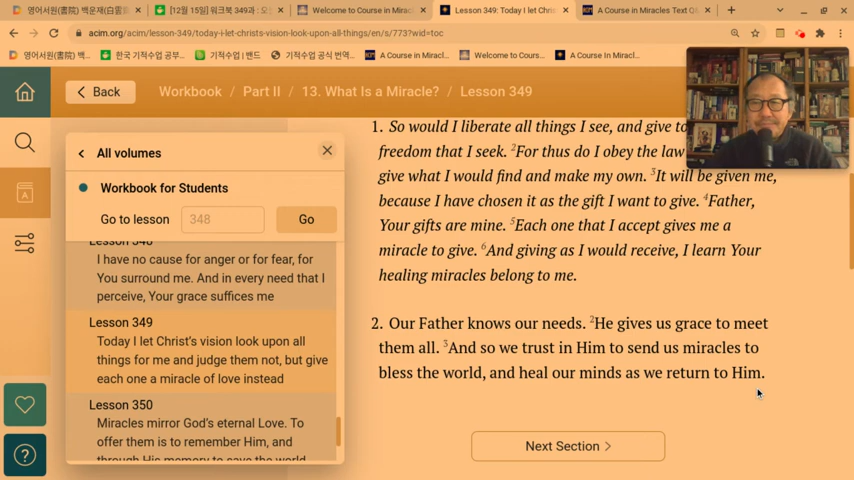 영어서원(書院) 백운재(白雲齋
[12월 15일] 워크북 349과 : 오늘
Welcome to Course in Miracl
Lesson 349: Today I let Chris
A Course in Miracles Text Q&
acim.org/acim/lesson-349/today-i-let-christs-vision-look-upon-all-things/en/s/773?wid=toc
영어서원(書院) 백...
한국 기적수업 공부...
기적수업 | 밴드
기적수업 공식 번역...
A Course in Miracl...
Welcome to Cours...
A Course In Miracl...
Back
Workbook / Part II / 13. What Is a Miracle? / Lesson 349
All volumes
Workbook for Students
Go to lesson 348 Go
I have no cause for anger or for fear, for
You surround me. And in every need that I
perceive, Your grace suffices me
Lesson 349
Today I let Christ's vision look upon all
things for me and judge them not, but give
each one a miracle of love instead
Lesson 350
Miracles mirror God's eternal Love. To
offer them is to remember Him, and
through His memory to save the world
1. So would I liberate all things I see, and give to
freedom that I seek. 2For thus do I obey the law
give what I would find and make my own. 3It will be given me,
because I have chosen it as the gift I want to give. 4Father,
Your gifts are mine. 5Each one that I accept gives me a
miracle to give. 6And giving as I would receive, I learn Your
healing miracles belong to me.
2. Our Father knows our needs. 2He gives us grace to meet
them all. 3And so we trust in Him to send us miracles to
bless the world, and heal our minds as we return to Him.
Next Section